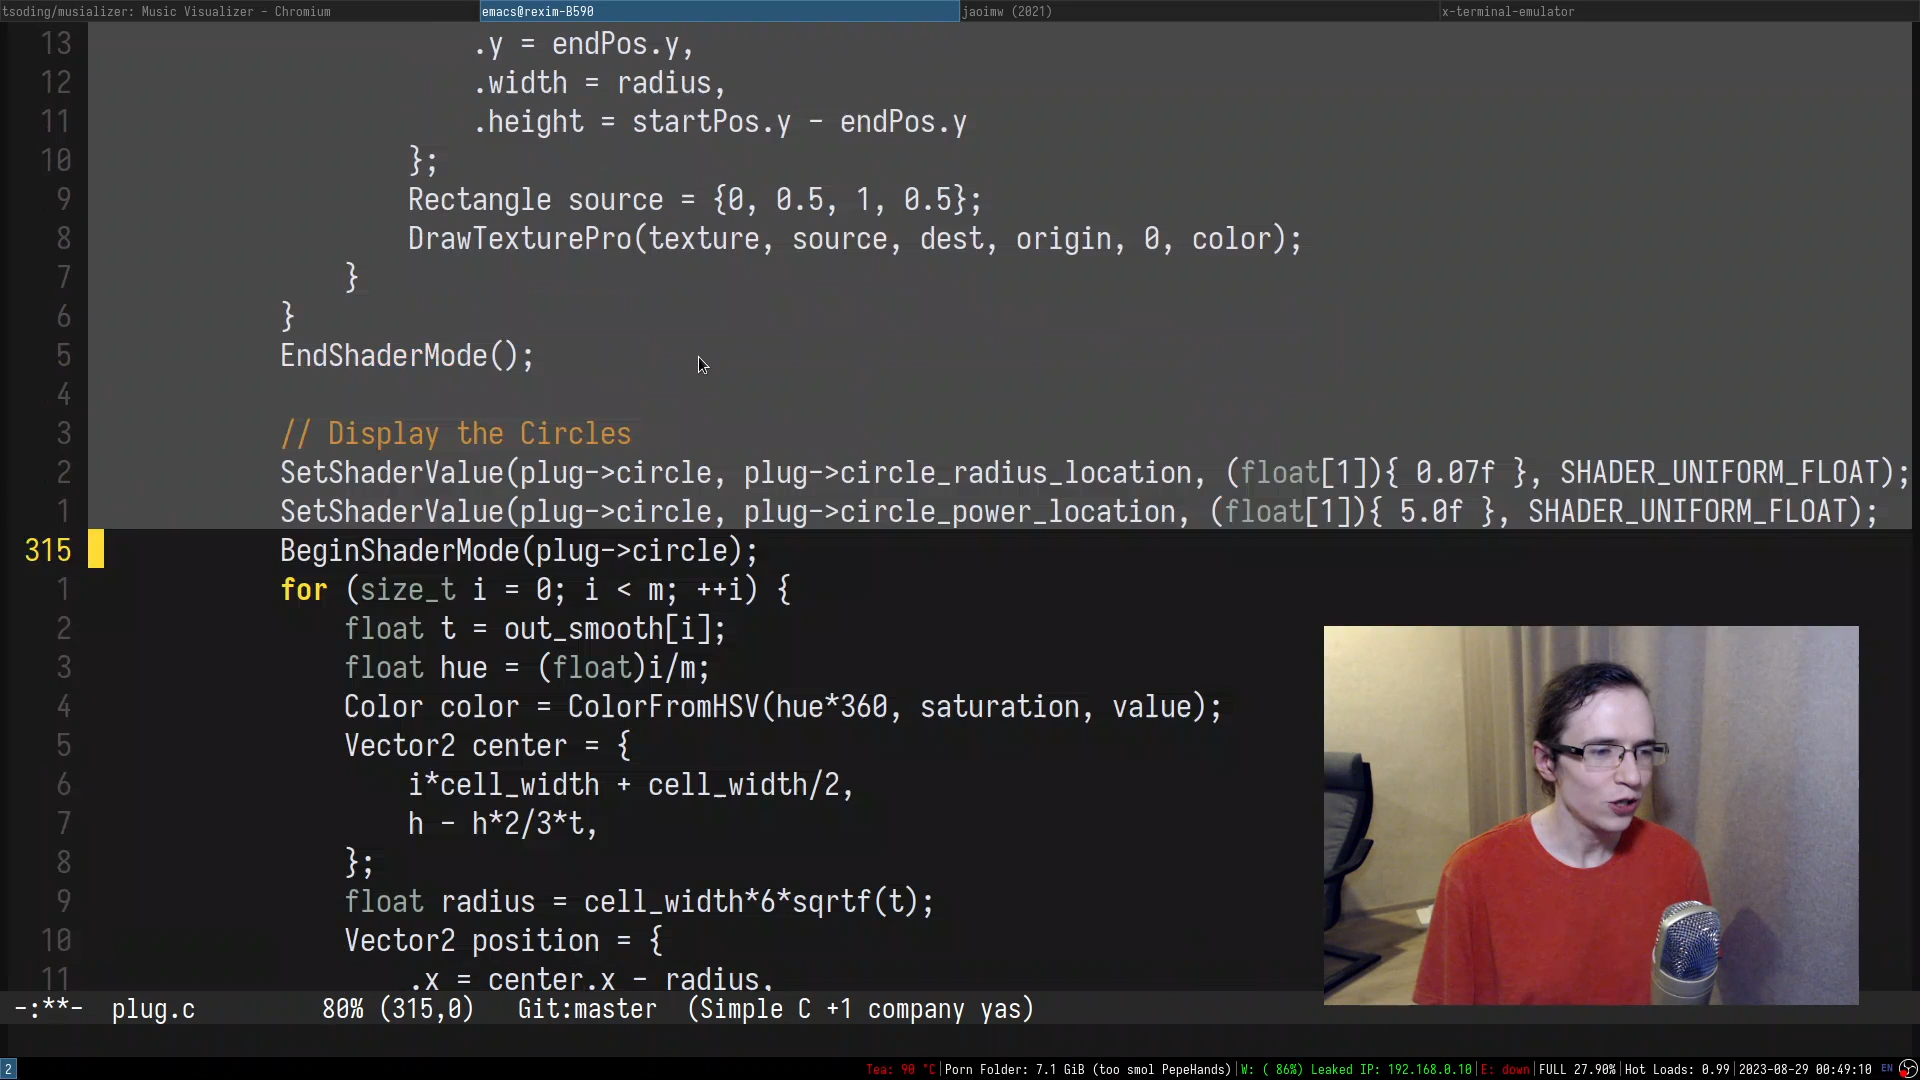 tsoding/musializer: Music Visualizer - Chromium emacs@rexim-B590 jaoimw (2021) x-terminal-emulator
13 .y = endPos.y,
12 .width = radius,
11 .height = startPos.y - endPos.y
10 };
9 Rectangle source = {0, 0.5, 1, 0.5};
8 DrawTexturePro(texture, source, dest, origin, 0, color);
7 }
6 }
5 EndShaderMode();
4
3 // Display the Circles
2 SetShaderValue(plug->circle, plug->circle_radius_location, (float[1]){ 0.07f }, SHADER_UNIFORM_FLOAT);
1 SetShaderValue(plug->circle, plug->circle_power_location, (float[1]){ 5.0f }, SHADER_UNIFORM_FLOAT);
315 BeginShaderMode(plug->circle);
1 for (size_t i = 0; i < m; ++i) {
2 float t = out_smooth[i];
3 float hue = (float)i/m;
4 Color color = ColorFromHSV(hue*360, saturation, value);
5 Vector2 center = {
6 i*cell_width + cell_width/2,
7 h - h*2/3*t,
8 };
9 float radius = cell_width*6*sqrtf(t);
10 Vector2 position = {
11 .x = center.x - radius,
-:**- plug.c 80% (315,0) Git:master (Simple C +1 company yas)
2 Tea: 90 °C|Porn Folder: 7.1 GiB (too smol PepeHands)|W: ( 86%) Leaked IP: 192.168.0.10|E: down|FULL 27.90%|Hot Loads: 0.99|2023-08-29 00:49:10 EN